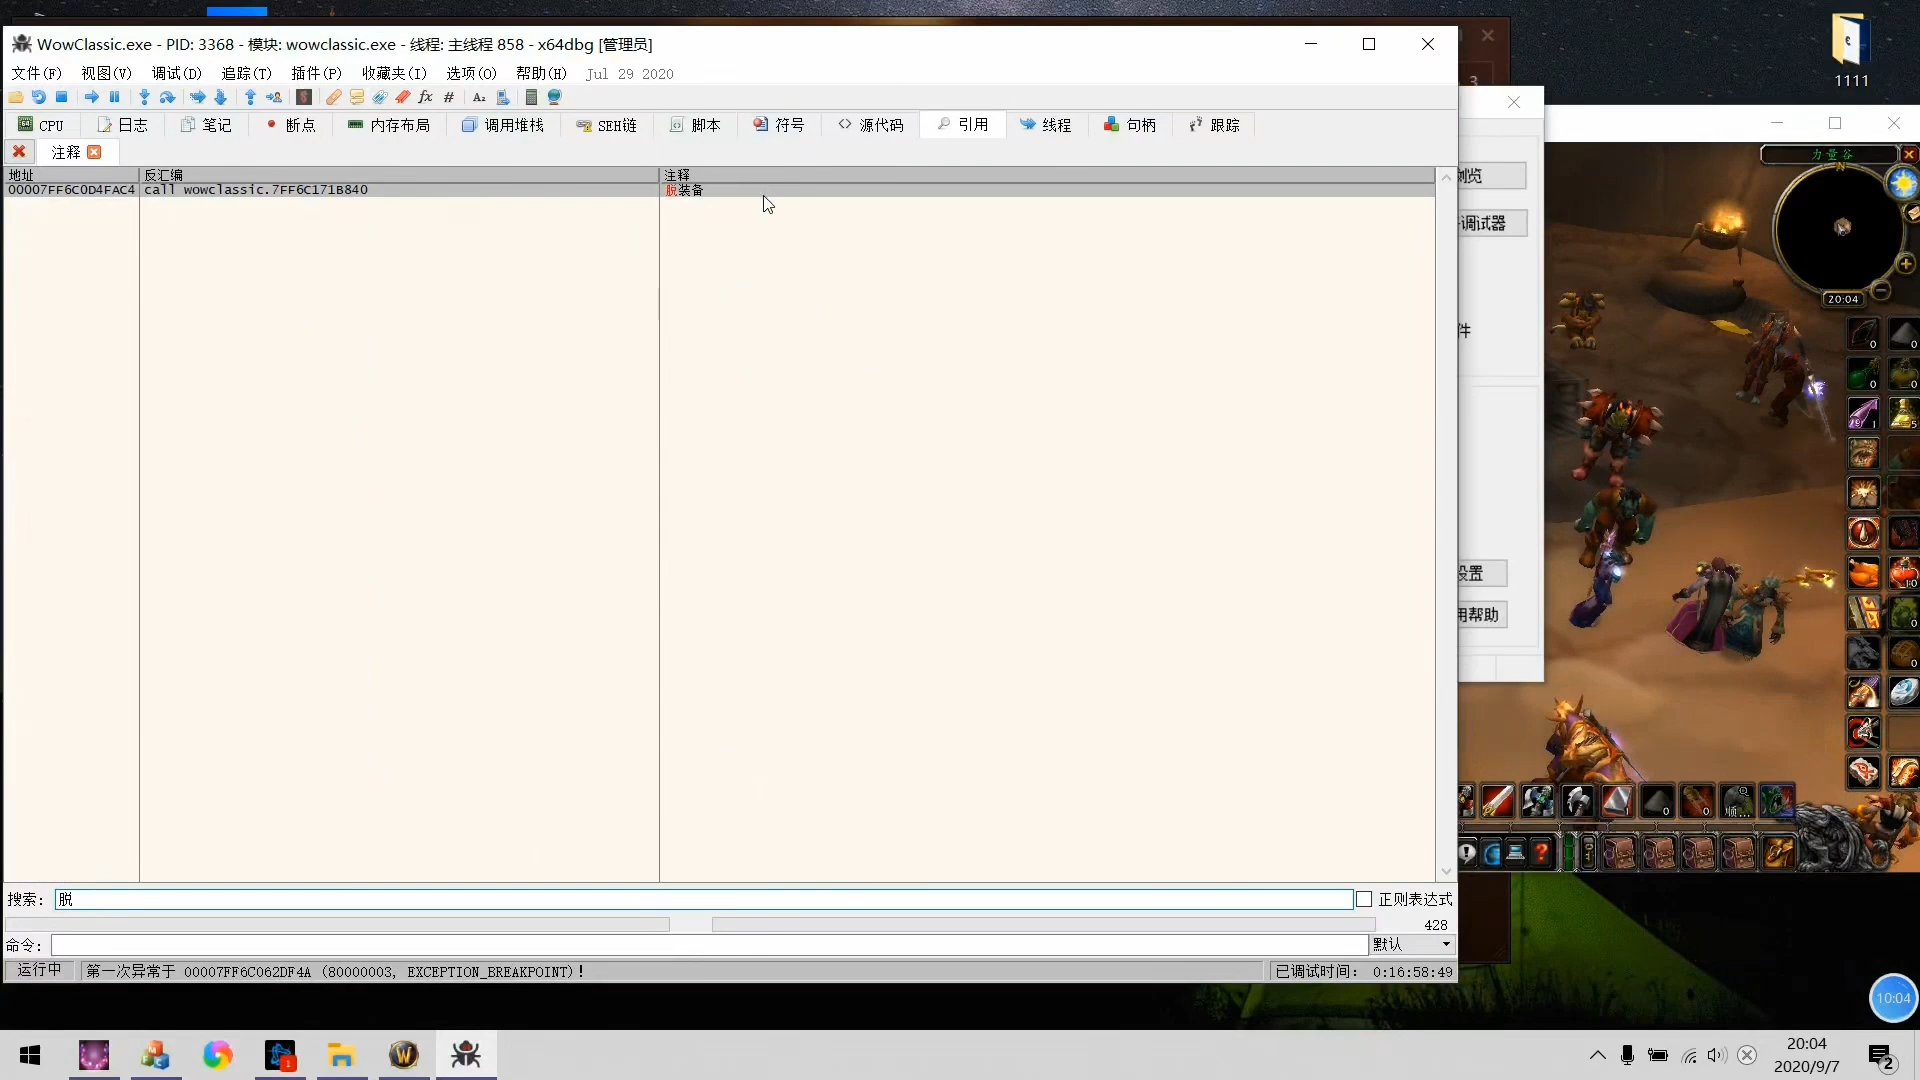 WowClassic.exe - PID: 3368 - 模块: wowclassic.exe - 线程: 主线程 858 - x64dbg [管理员]
文件(F) 视图(V) 调试(D) 追踪(T) 插件(P) 收藏夹(I) 选项(O) 帮助(H) Jul 29 2020
CPU 日志 笔记 断点 内存布局 调用堆栈 SEH链 脚本 符号 源代码 引用 线程 句柄 跟踪
注释
地址 反汇编 注释
00007FF6C0D4FAC4 call wowclassic.7FF6C171B840 脱装备
搜索: 脱 正则表达式
428
命令: 默认
运行中 第一次异常于 00007FF6C062DF4A (80000003, EXCEPTION_BREAKPOINT)! 已调试时间: 0:16:58:49
1111
浏览
调试器
件
设置
用帮助
力量谷
N
20:04
10:04
20:04
2020/9/7
2